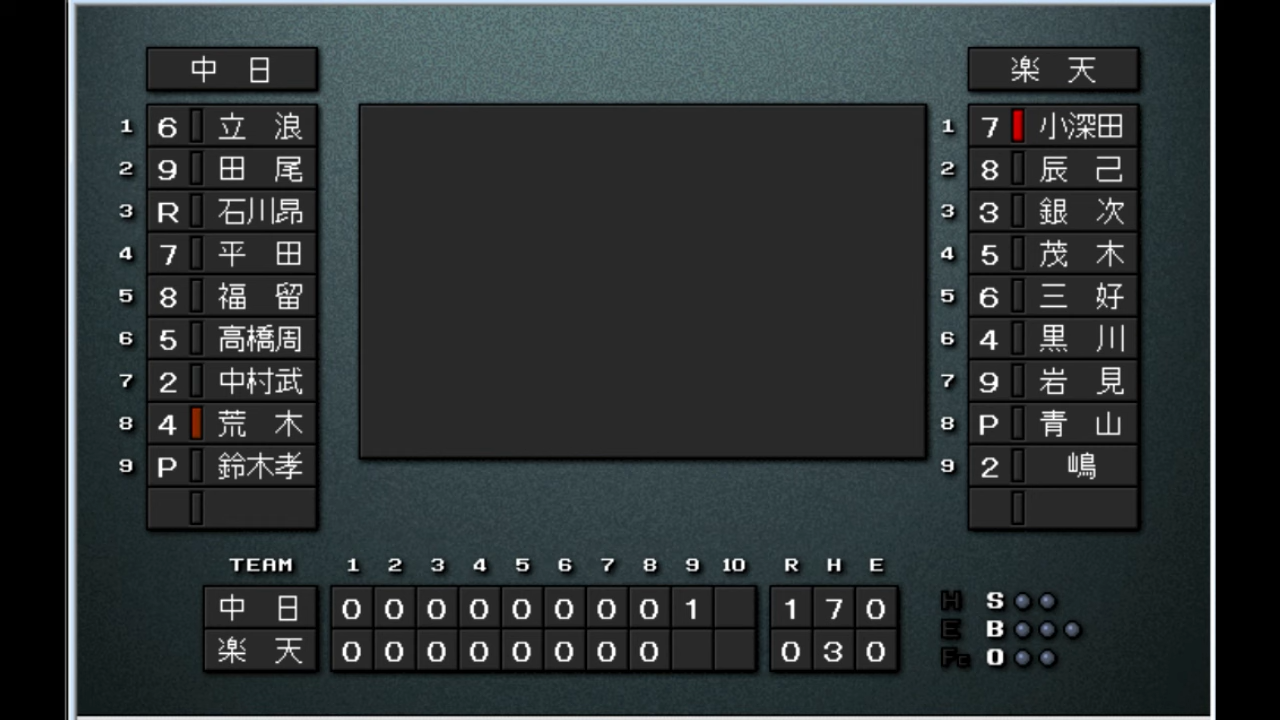 中 日
1 6 立 浪
2 9 田 尾
3 R 石川昂
4 7 平 田
5 8 福 留
6 5 高橋周
7 2 中村武
8 4 荒 木
9 P 鈴木孝
楽 天
1 7 小深田
2 8 辰 己
3 3 銀 次
4 5 茂 木
5 6 三 好
6 4 黒 川
7 9 岩 見
8 P 青 山
9 2 嶋
TEAM 1 2 3 4 5 6 7 8 9 10 R H E
中 日 0 0 0 0 0 0 0 0 1 1 7 0
楽 天 0 0 0 0 0 0 0 0 0 3 0
H S
E B
Fc O